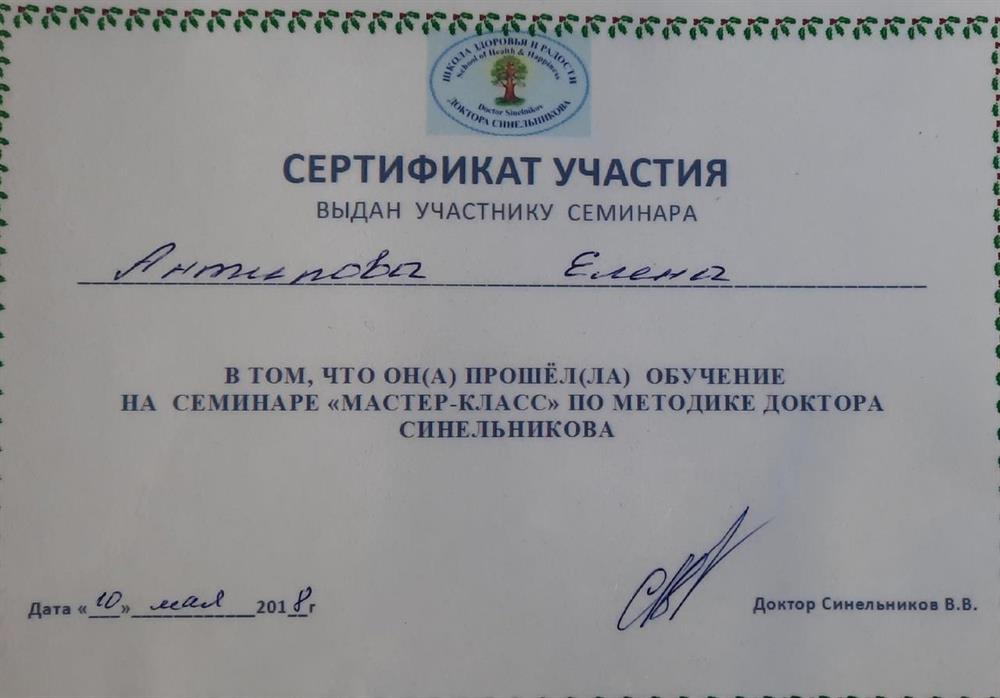 ШКОЛА ЗДОРОВЬЯ И РАДОСТИ
School of Health & Happiness
Doctor Sinelnikov
ДОКТОРА СИНЕЛЬНИКОВА
СЕРТИФИКАТ УЧАСТИЯ
ВЫДАН УЧАСТНИКУ СЕМИНАРА
Антипова Елена
В ТОМ, ЧТО ОН(А) ПРОШЁЛ(ЛА) ОБУЧЕНИЕ
НА СЕМИНАРЕ «МАСТЕР-КЛАСС» ПО МЕТОДИКЕ ДОКТОРА
СИНЕЛЬНИКОВА
Дата «10» мая 2018г
Доктор Синельников В.В.